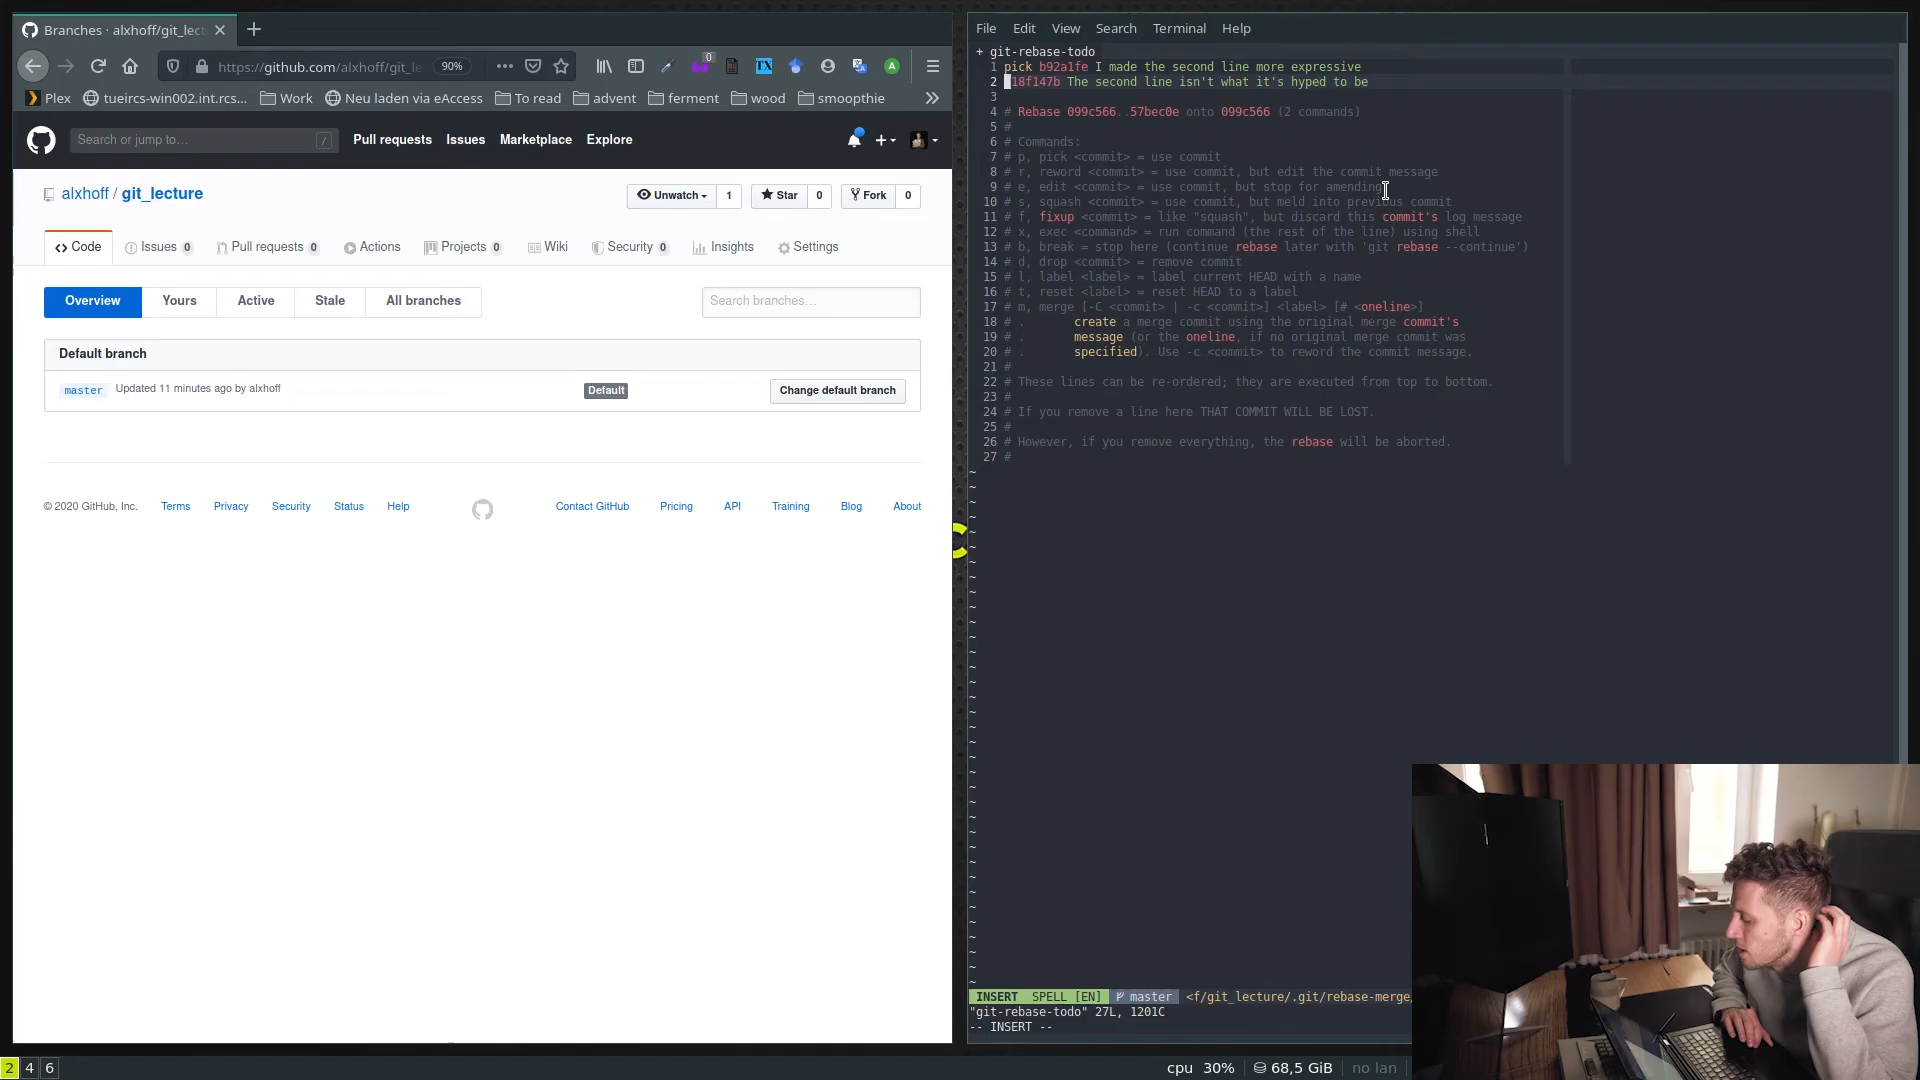 Branches · alxhoff/git_lect
https://github.com/alxhoff/git_le
90%
0
Plex
tueircs-win002.int.rcs...
Work
Neu laden via eAccess
To read
advent
ferment
wood
smoopthie
Search or jump to…
/
Pull requests
Issues
Marketplace
Explore
alxhoff / git_lecture
Unwatch
1
Star
0
Fork
0
Code
Issues 0
Pull requests 0
Actions
Projects 0
Wiki
Security 0
Insights
Settings
Overview
Yours
Active
Stale
All branches
Search branches…
Default branch
master
Updated 11 minutes ago by alxhoff
Default
Change default branch
© 2020 GitHub, Inc.
Terms
Privacy
Security
Status
Help
Contact GitHub
Pricing
API
Training
Blog
About
File Edit View Search Terminal Help
+ git-rebase-todo
1 pick b92a1fe I made the second line more expressive
2 18f147b The second line isn't what it's hyped to be
3
4 # Rebase 099c566..57bec0e onto 099c566 (2 commands)
5 #
6 # Commands:
7 # p, pick <commit> = use commit
8 # r, reword <commit> = use commit, but edit the commit message
9 # e, edit <commit> = use commit, but stop for amending
10 # s, squash <commit> = use commit, but meld into previous commit
11 # f, fixup <commit> = like "squash", but discard this commit's log message
12 # x, exec <command> = run command (the rest of the line) using shell
13 # b, break = stop here (continue rebase later with 'git rebase --continue')
14 # d, drop <commit> = remove commit
15 # l, label <label> = label current HEAD with a name
16 # t, reset <label> = reset HEAD to a label
17 # m, merge [-C <commit> | -c <commit>] <label> [# <oneline>]
18 # . create a merge commit using the original merge commit's
19 # . message (or the oneline, if no original merge commit was
20 # . specified). Use -c <commit> to reword the commit message.
21 #
22 # These lines can be re-ordered; they are executed from top to bottom.
23 #
24 # If you remove a line here THAT COMMIT WILL BE LOST.
25 #
26 # However, if you remove everything, the rebase will be aborted.
27 #
INSERT SPELL [EN] master <f/git_lecture/.git/rebase-merge/
"git-rebase-todo" 27L, 1201C
-- INSERT --
2 4 6
cpu 30% 68,5 GiB no lan